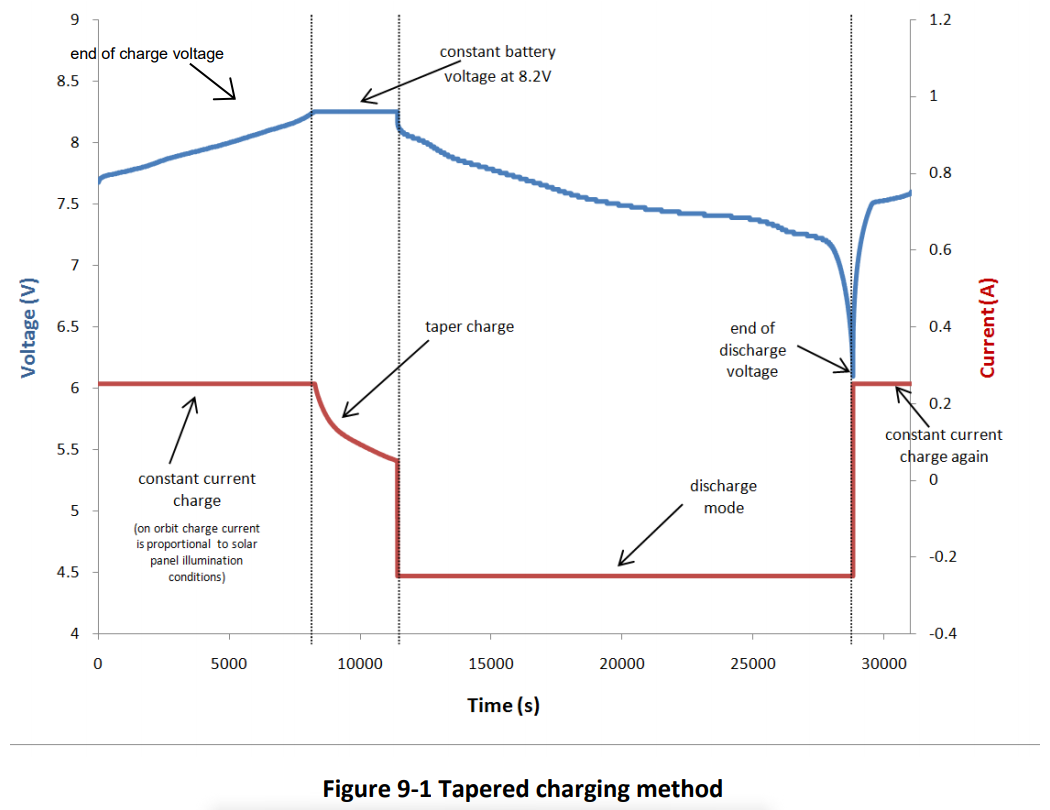 9
8.5
8
7.5
7
6.5
6
5.5
5
4.5
4
Voltage (V)
1.2
1
0.8
0.6
0.4
0.2
0
-0.2
-0.4
Current(A)
end of charge voltage
constant battery
voltage at 8.2V
taper charge
end of
discharge
voltage
constant current
charge
(on orbit charge current
is proportional to solar
panel illumination
conditions)
discharge
mode
constant current
charge again
0
5000
10000
15000
20000
25000
30000
Time (s)
Figure 9-1 Tapered charging method